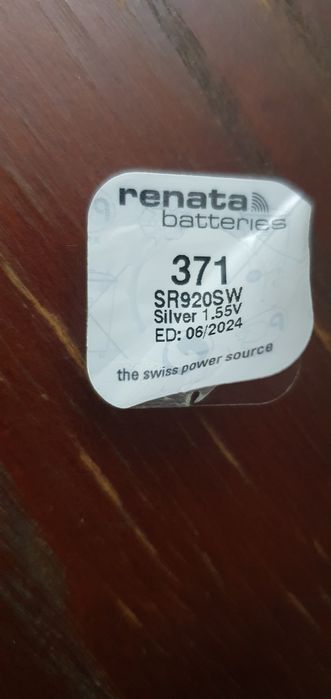 renata
batteries
371
SR920SW
Silver 1.55V
ED: 06/2024
the swiss power source